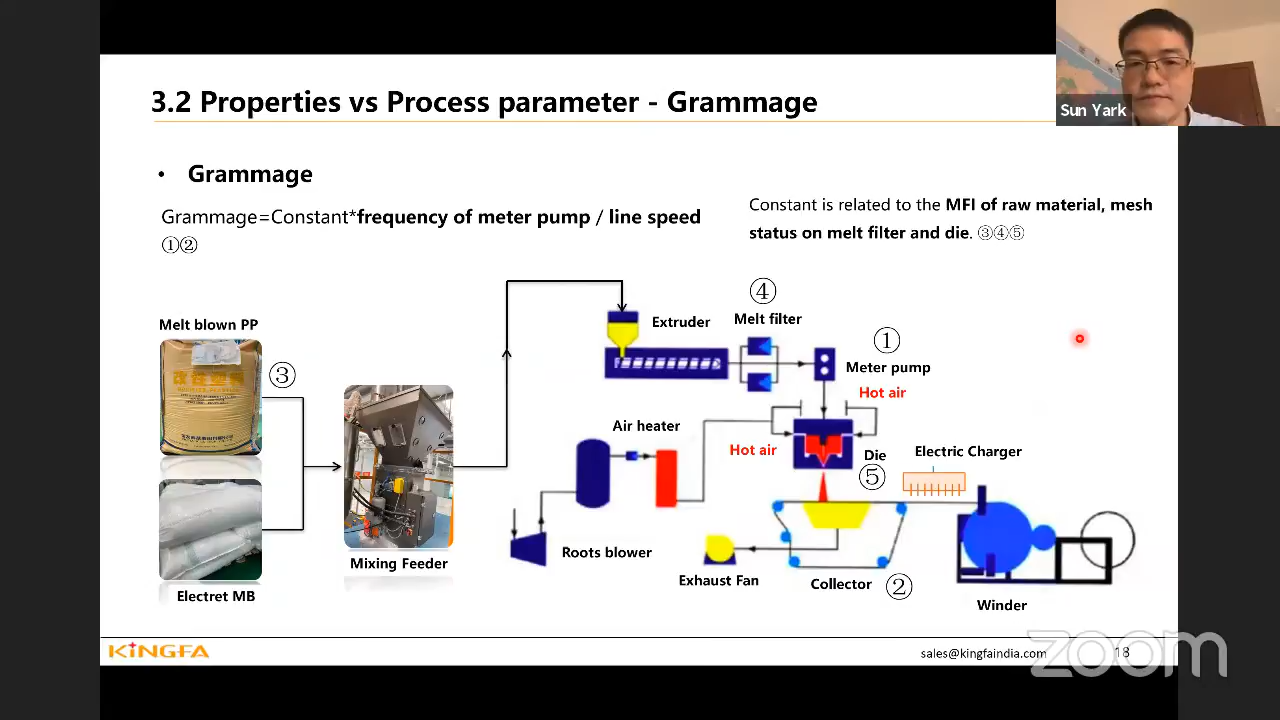 3.2 Properties vs Process parameter - Grammage
Sun Yark
• Grammage
Grammage=Constant*frequency of meter pump / line speed
①②
Constant is related to the MFI of raw material, mesh
status on melt filter and die. ③④⑤
④
Melt blown PP
Extruder
Melt filter
①
③
Meter pump
Hot air
Air heater
Hot air
Die
Electric Charger
⑤
Roots blower
Mixing Feeder
Exhaust Fan
Collector
②
Electret MB
Winder
KINGFA
sales@kingfaindia.com
18
zoom